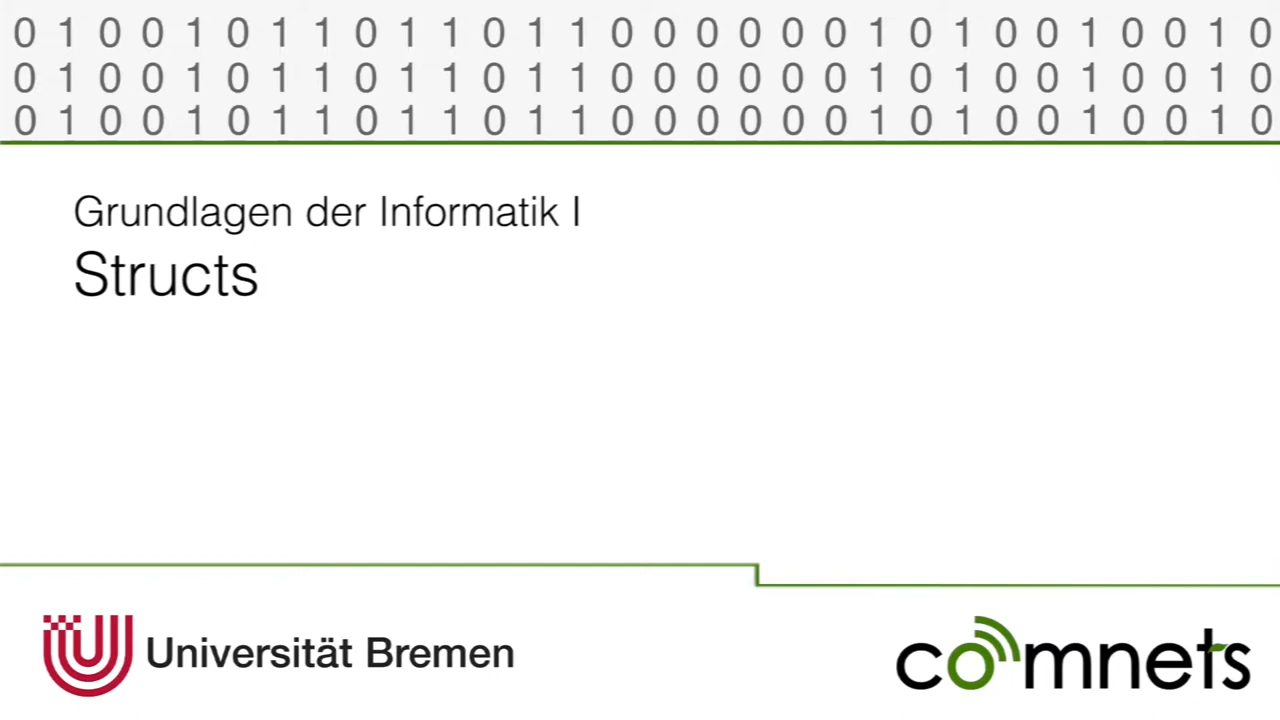 0 1 0 0 1 0 1 1 0 1 1 0 1 1 0 0 0 0 0 0 1 0 1 0 0 1 0 0 1 0
0 1 0 0 1 0 1 1 0 1 1 0 1 1 0 0 0 0 0 0 1 0 1 0 0 1 0 0 1 0
0 1 0 0 1 0 1 1 0 1 1 0 1 1 0 0 0 0 0 0 1 0 1 0 0 1 0 0 1 0
Grundlagen der Informatik I
Structs
Universität Bremen
comnets